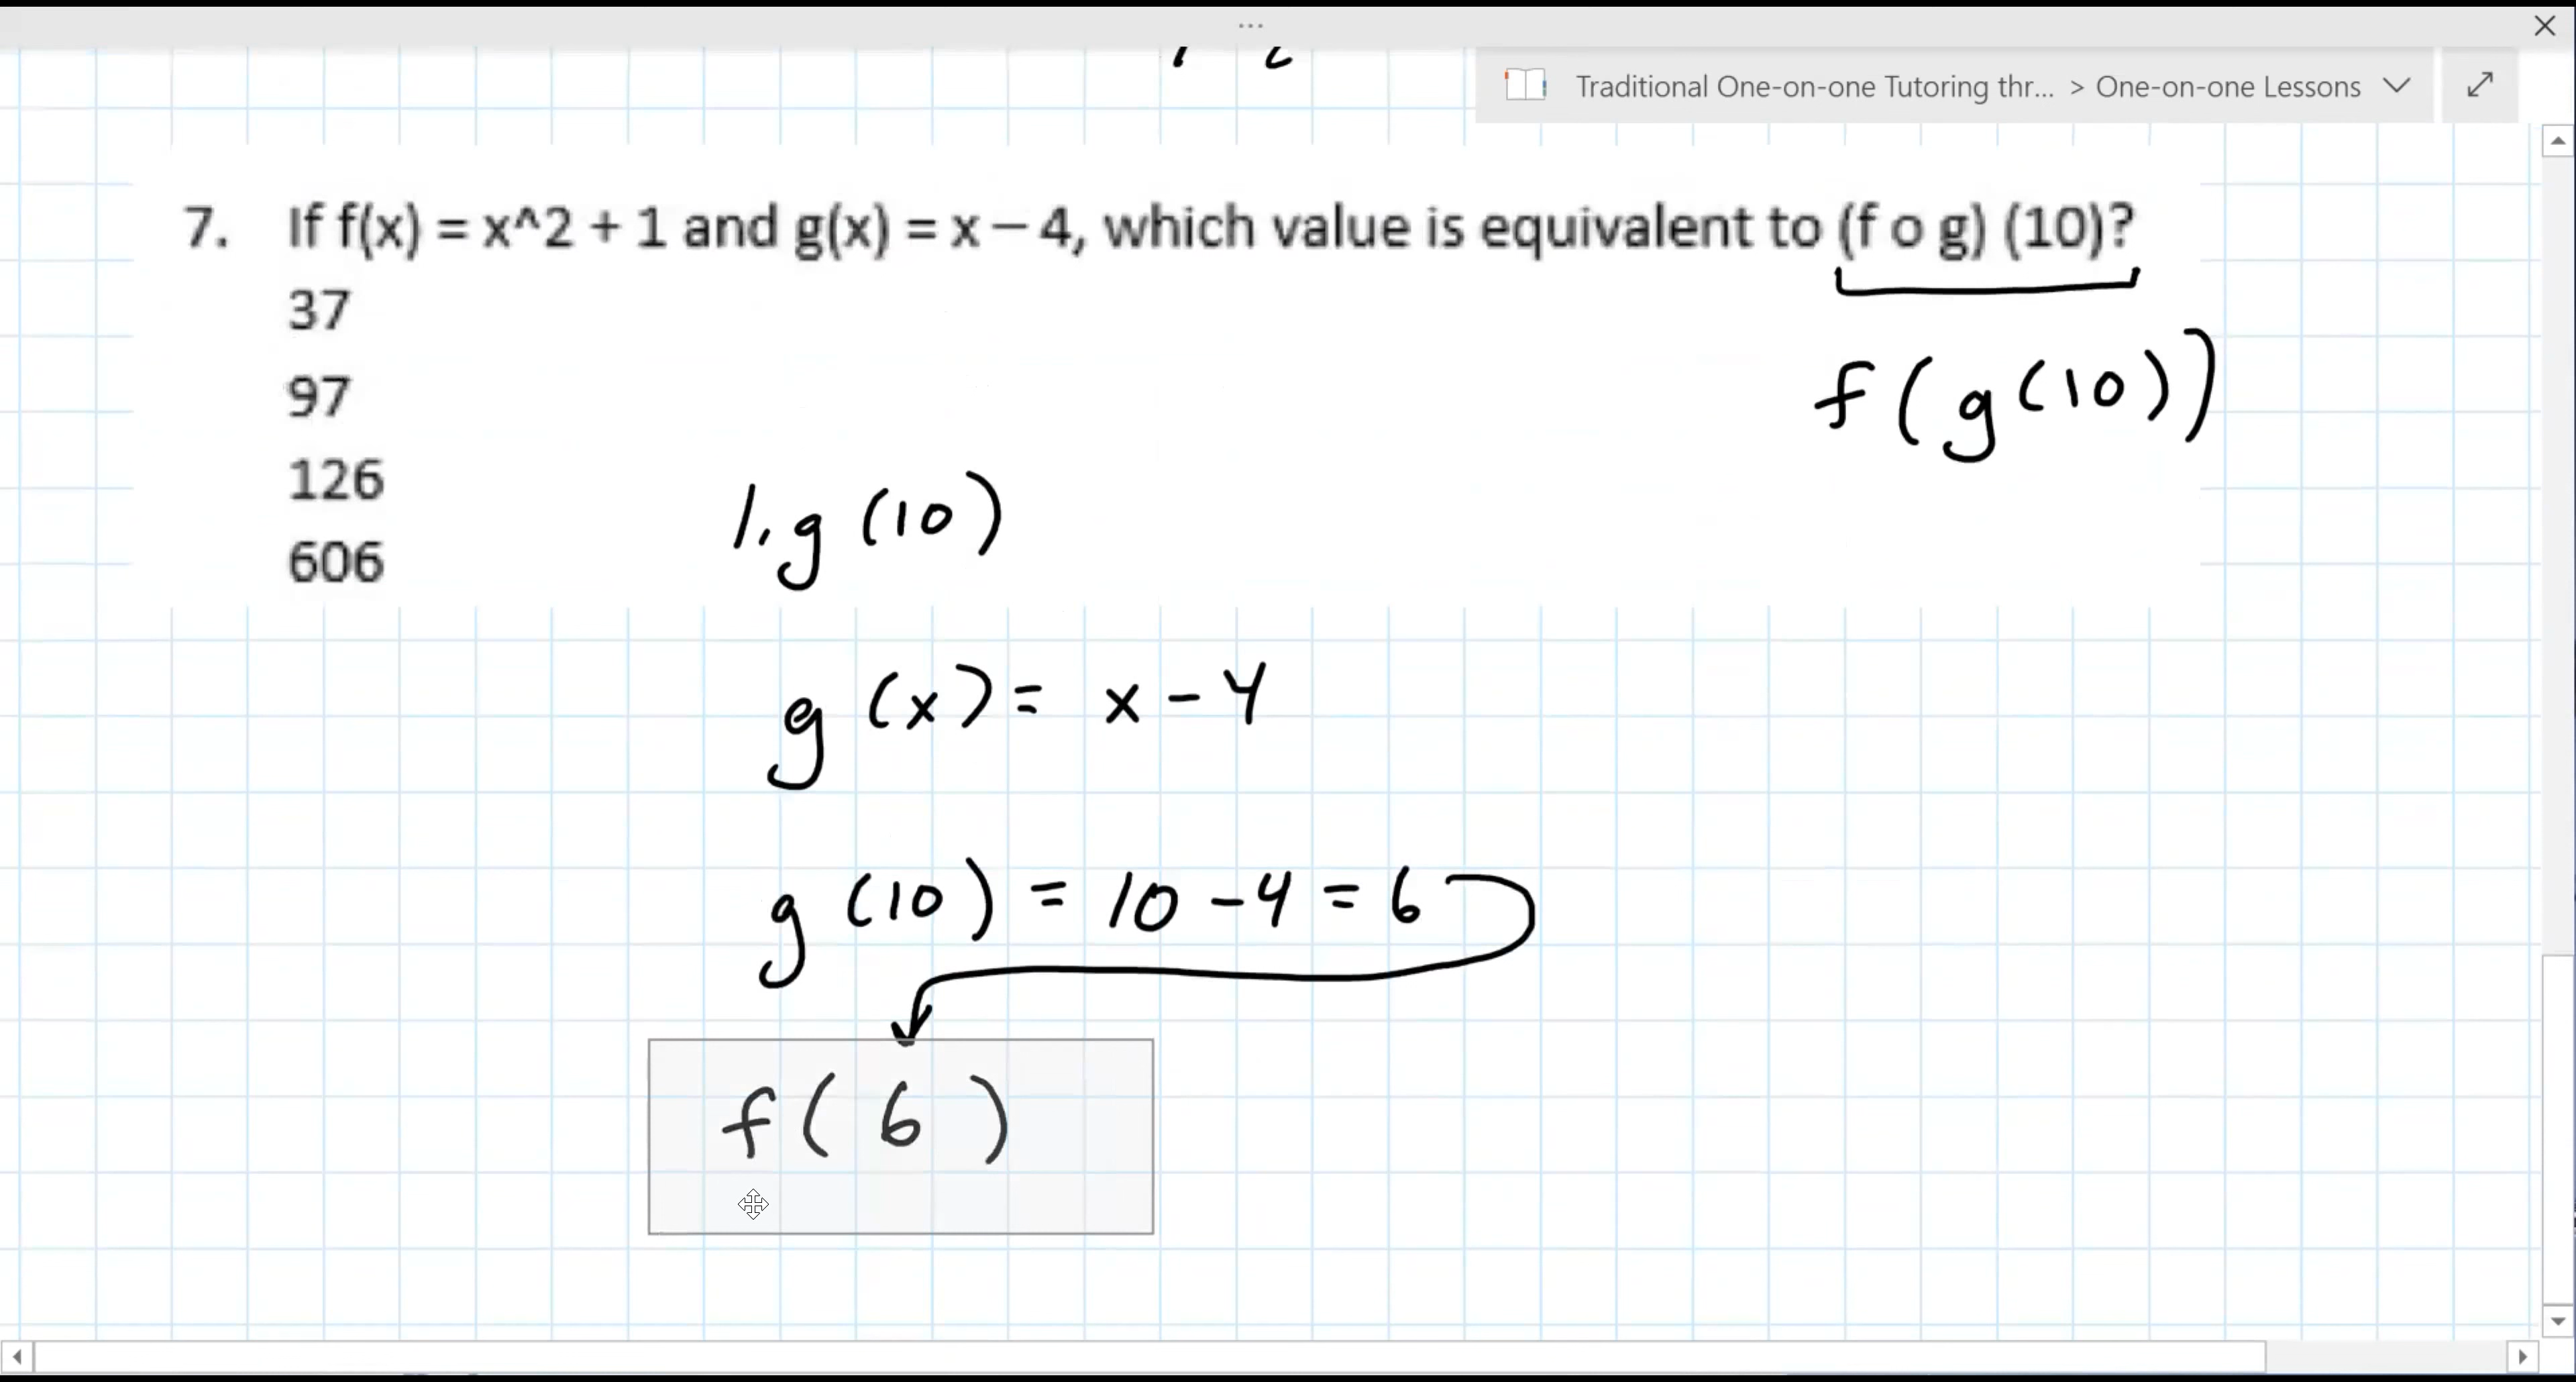 ...
Traditional One-on-one Tutoring thr... > One-on-one Lessons
7. If f(x) = x^2 + 1 and g(x) = x – 4, which value is equivalent to (f o g) (10)?
37
97
126
606
f(g(10))
1. g(10)
g(x) = x - 4
g(10) = 10 - 4 = 6
f( 6 )